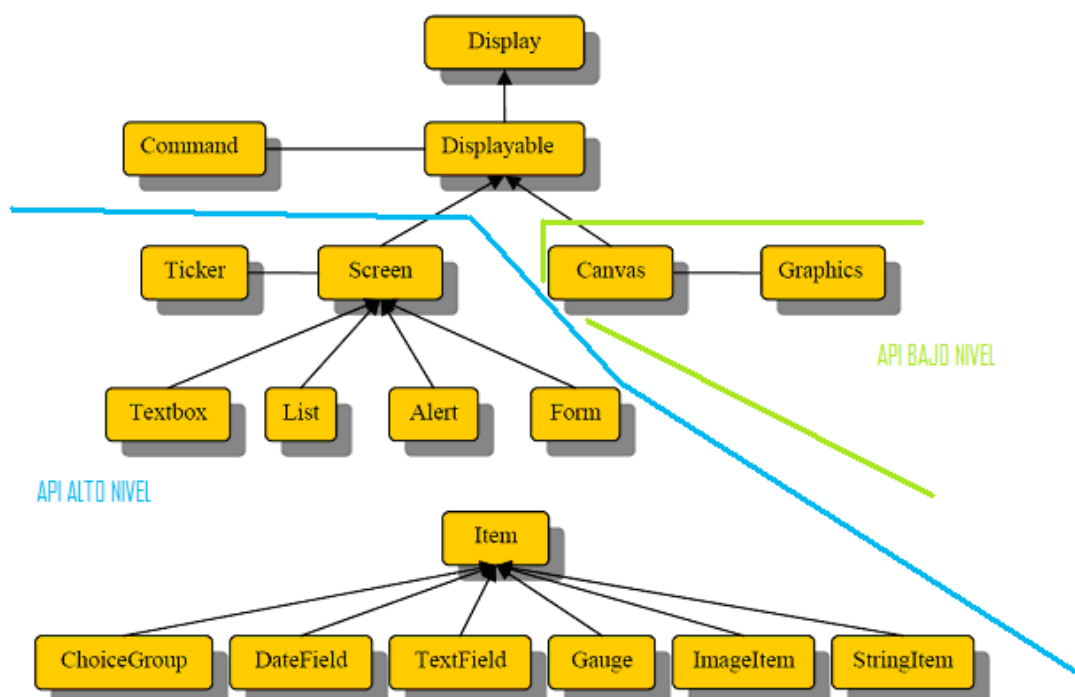 Display
Command
Displayable
Ticker
Screen
Canvas
Graphics
API BAJO NIVEL
Textbox
List
Alert
Form
API ALTO NIVEL
Item
ChoiceGroup
DateField
TextField
Gauge
ImageItem
StringItem